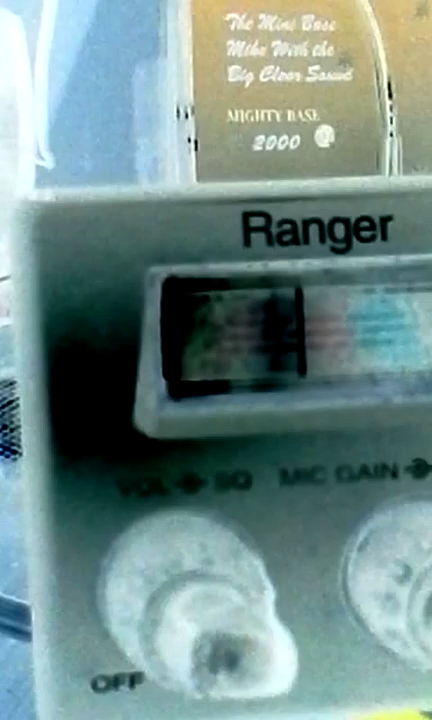 The Mini Base
Mike With the
Big Clear Sound
MIGHTY BASE
2000
Ranger
VOL SQ MIC GAIN
OFF